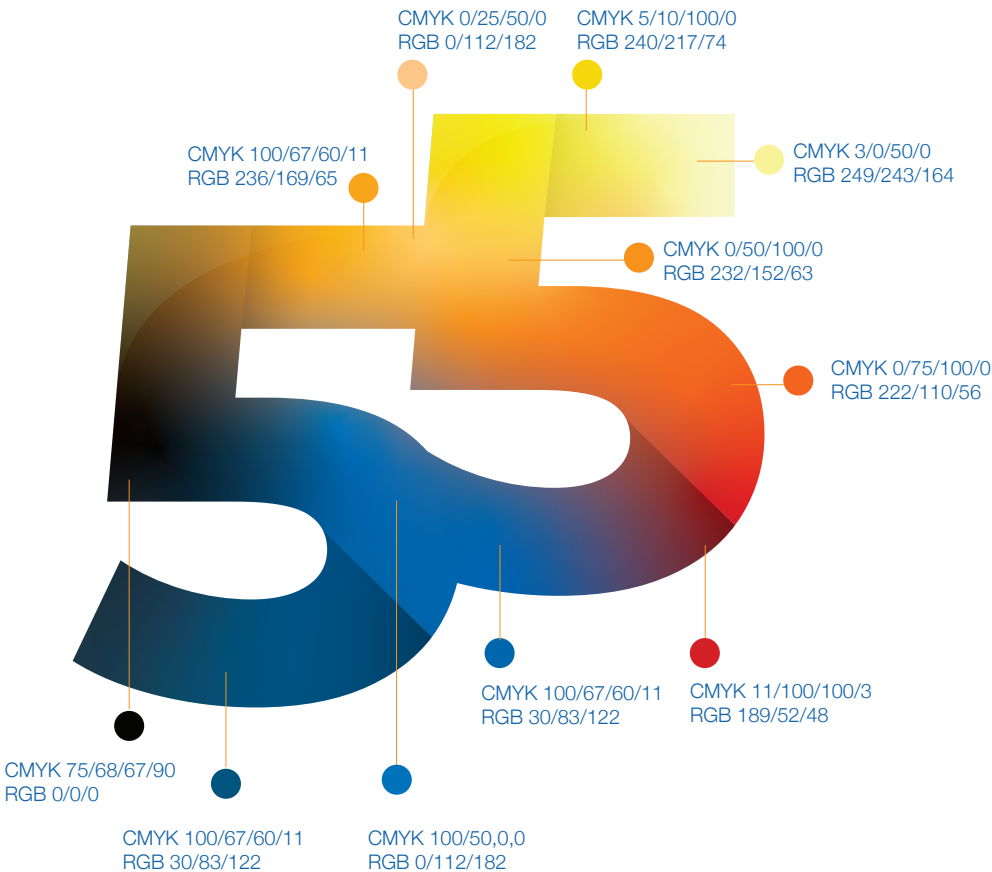 CMYK 0/25/50/0
RGB 0/112/182
CMYK 5/10/100/0
RGB 240/217/74
CMYK 100/67/60/11
RGB 236/169/65
CMYK 3/0/50/0
RGB 249/243/164
CMYK 0/50/100/0
RGB 232/152/63
CMYK 0/75/100/0
RGB 222/110/56
55
CMYK 100/67/60/11
RGB 30/83/122
CMYK 11/100/100/3
RGB 189/52/48
CMYK 75/68/67/90
RGB 0/0/0
CMYK 100/67/60/11
RGB 30/83/122
CMYK 100/50,0,0
RGB 0/112/182